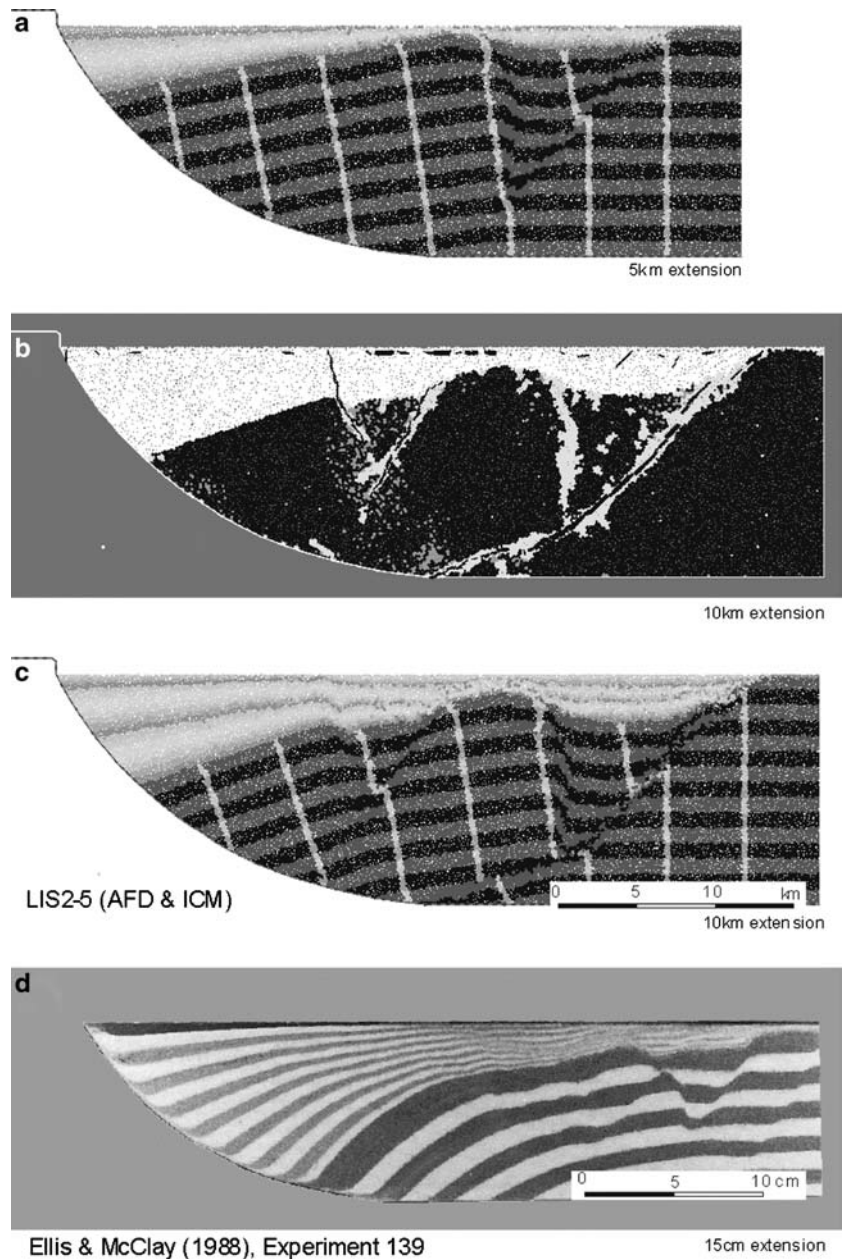 a
5km extension
b
10km extension
c
LIS2-5 (AFD & ICM)
0 5 10 km
10km extension
d
0 5 10 cm
Ellis & McClay (1988), Experiment 139
15cm extension